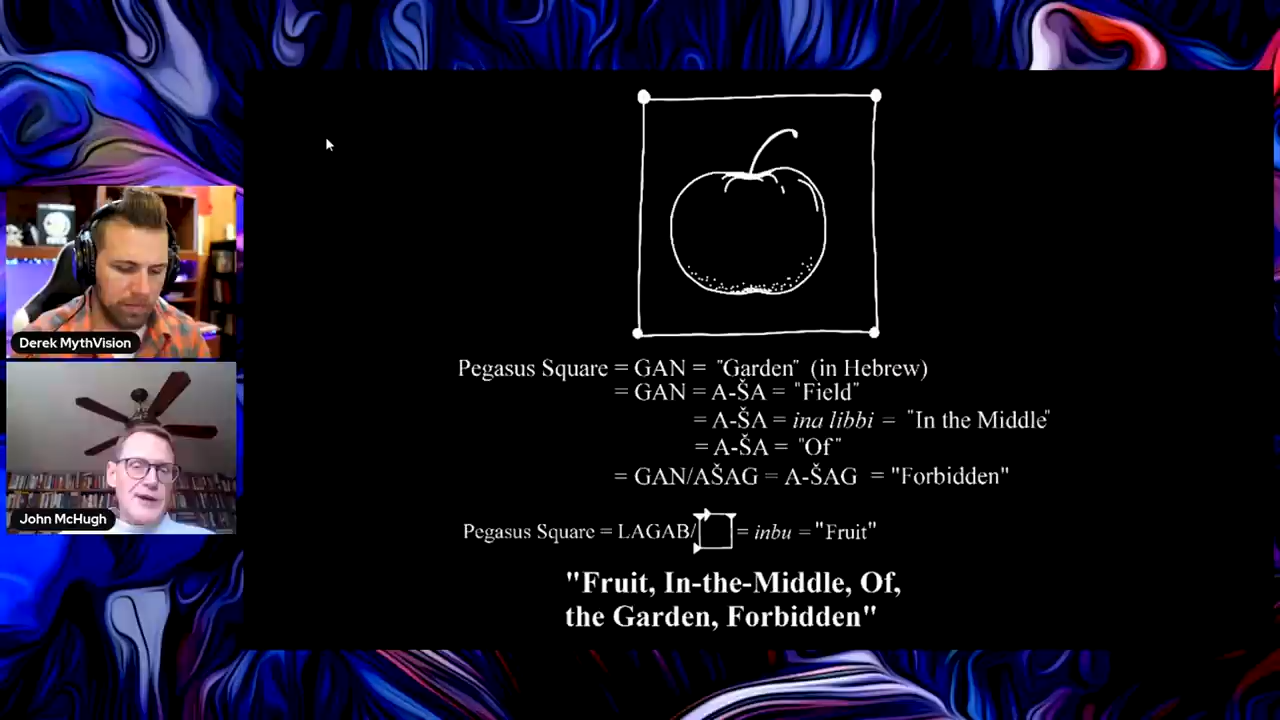 Derek MythVision
John McHugh
Pegasus Square = GAN = "Garden" (in Hebrew)
= GAN = A-ŠA = "Field"
= A-ŠA = ina libbi = "In the Middle"
= A-ŠA = "Of"
= GAN/AŠAG = A-ŠAG = "Forbidden"
Pegasus Square = LAGAB/ = inbu = "Fruit"
"Fruit, In-the-Middle, Of,
the Garden, Forbidden"